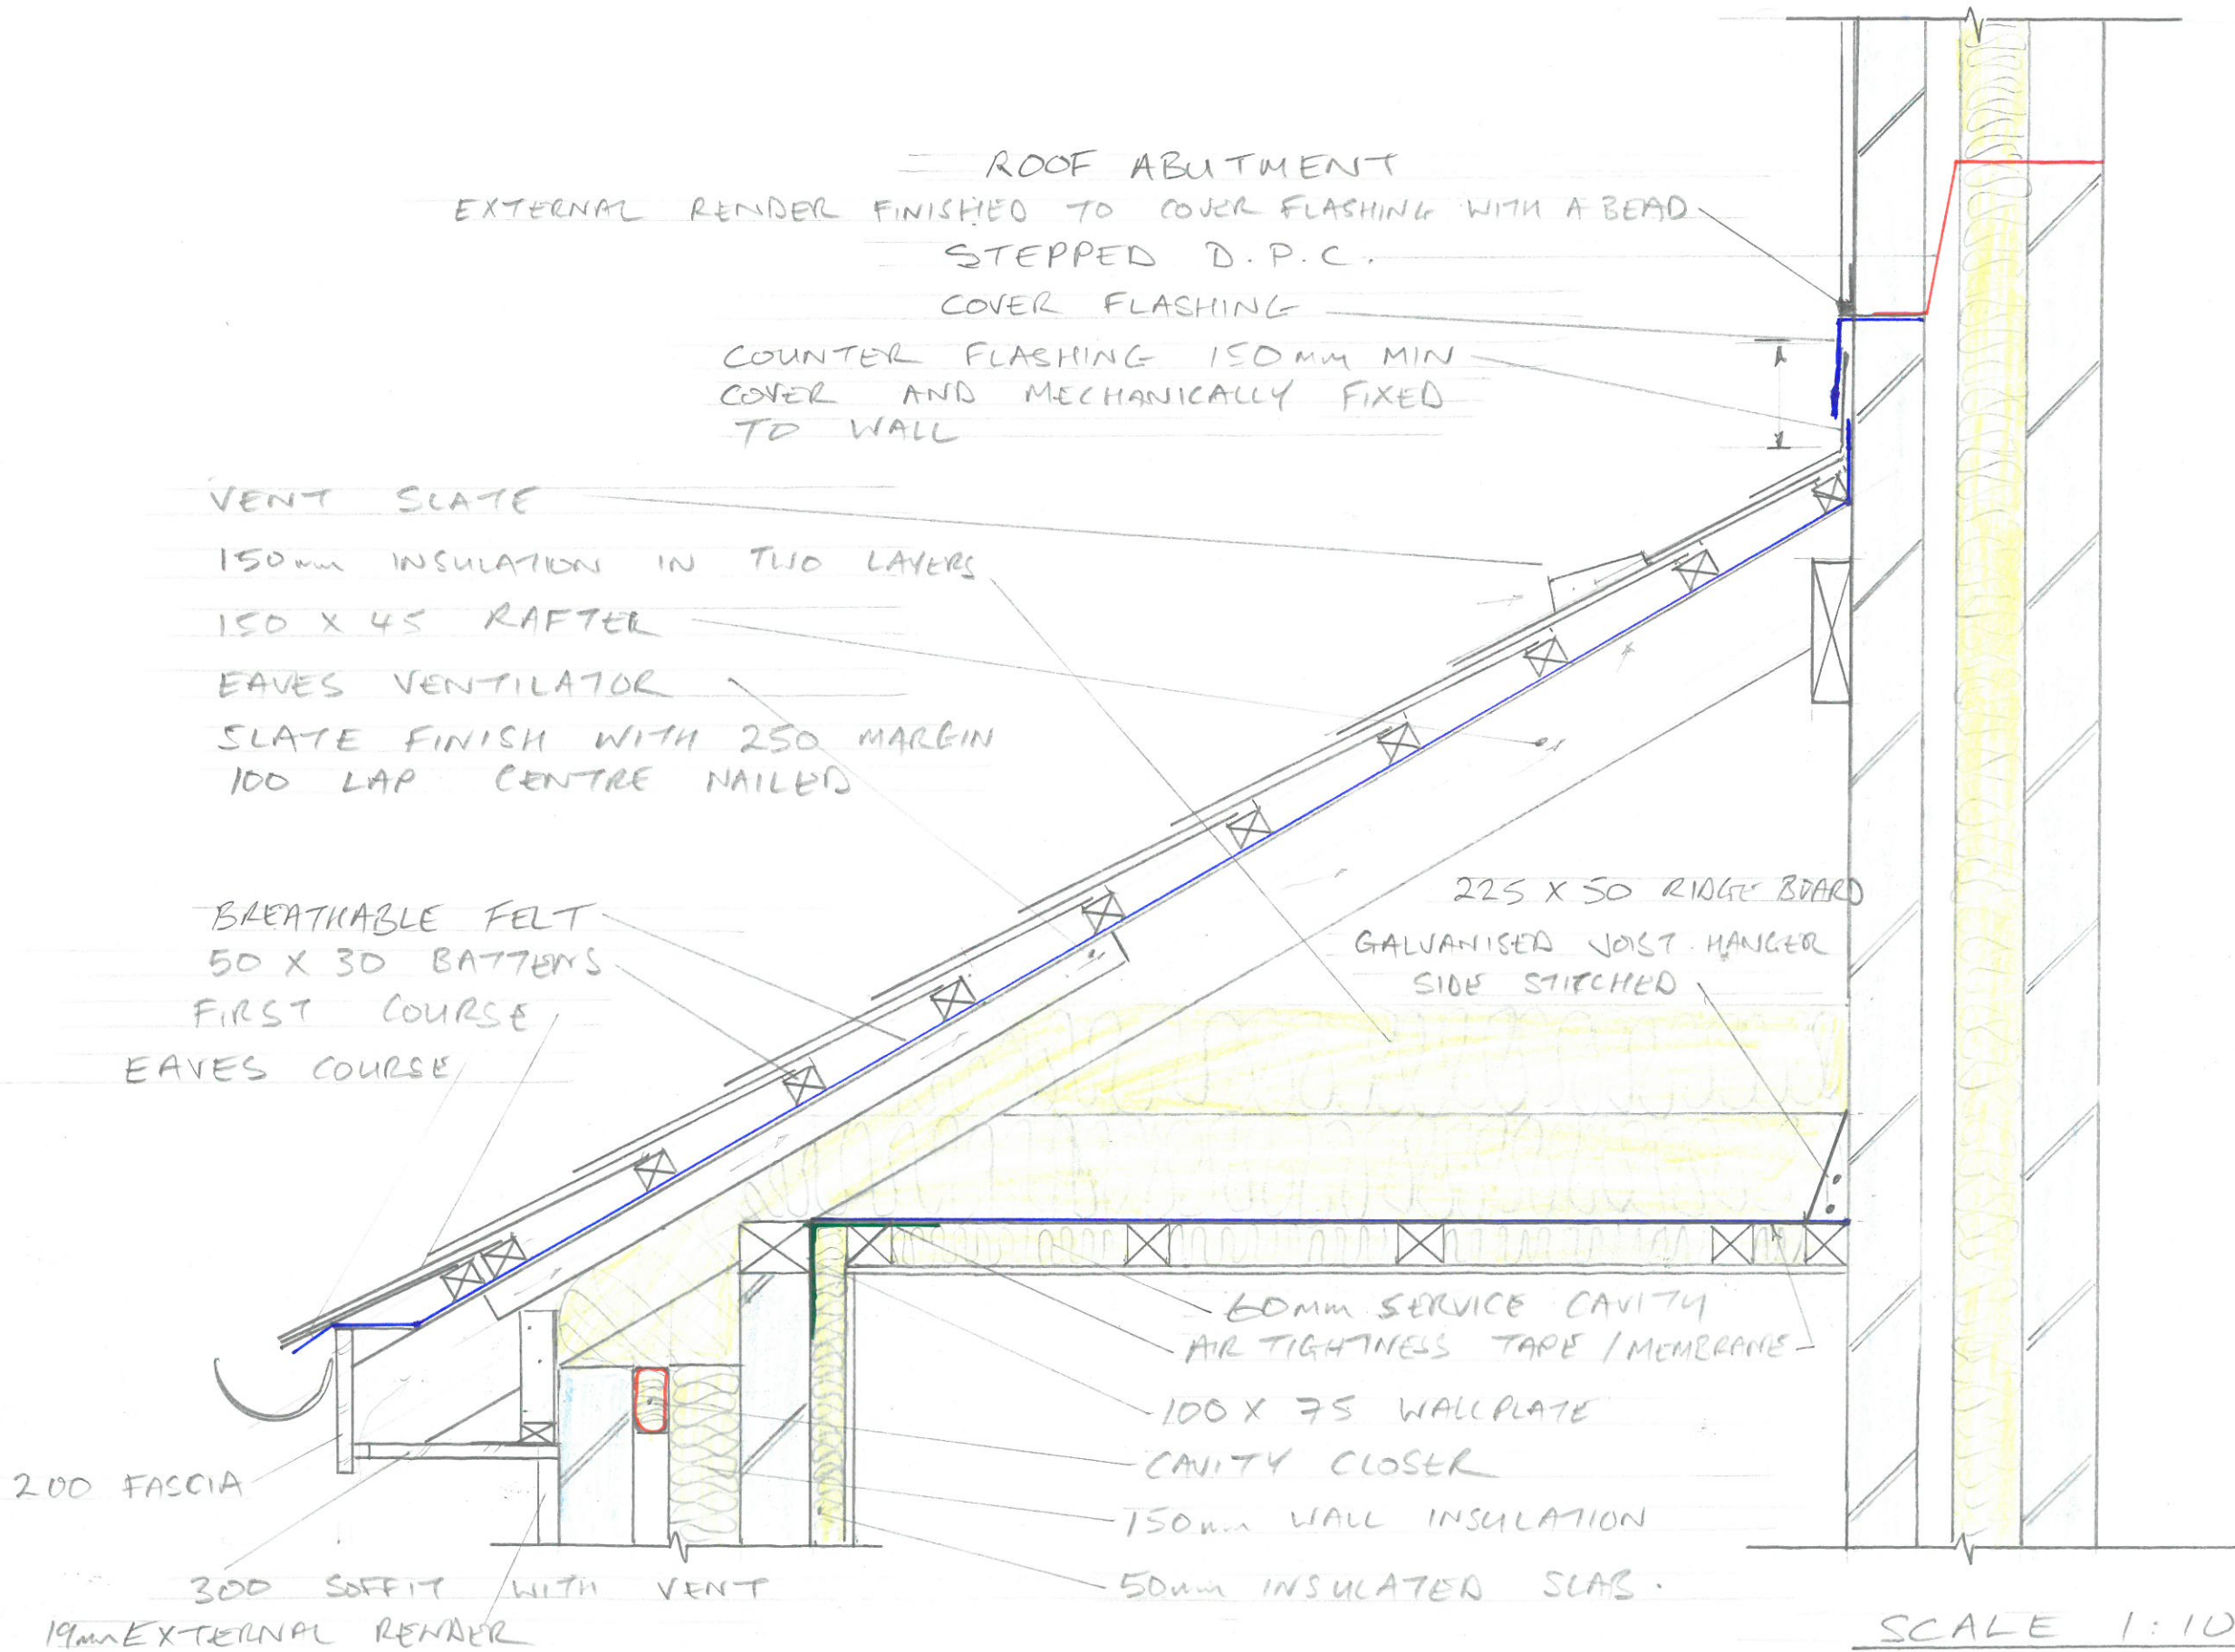 ROOF ABUTMENT
EXTERNAL RENDER FINISHED TO COVER FLASHING WITH A BEAD
STEPPED D.P.C.
COVER FLASHING
COUNTER FLASHING 150mm MIN
COVER AND MECHANICALLY FIXED
TO WALL
VENT SLATE
150mm INSULATION IN TWO LAYERS
150 X 45 RAFTER
EAVES VENTILATOR
SLATE FINISH WITH 250 MARGIN
100 LAP CENTRE NAILED
BREATHABLE FELT
50 X 30 BATTENS
FIRST COURSE
EAVES COURSE
225 X 50 RIDGE BOARD
GALVANISED JOIST HANGER
SIDE STITCHED
60mm SERVICE CAVITY
AIR TIGHTNESS TAPE / MEMBRANE
100 X 75 WALLPLATE
CAVITY CLOSER
150mm WALL INSULATION
50mm INSULATED SLAB.
200 FASCIA
300 SOFFIT WITH VENT
19mm EXTERNAL RENDER
SCALE 1:10